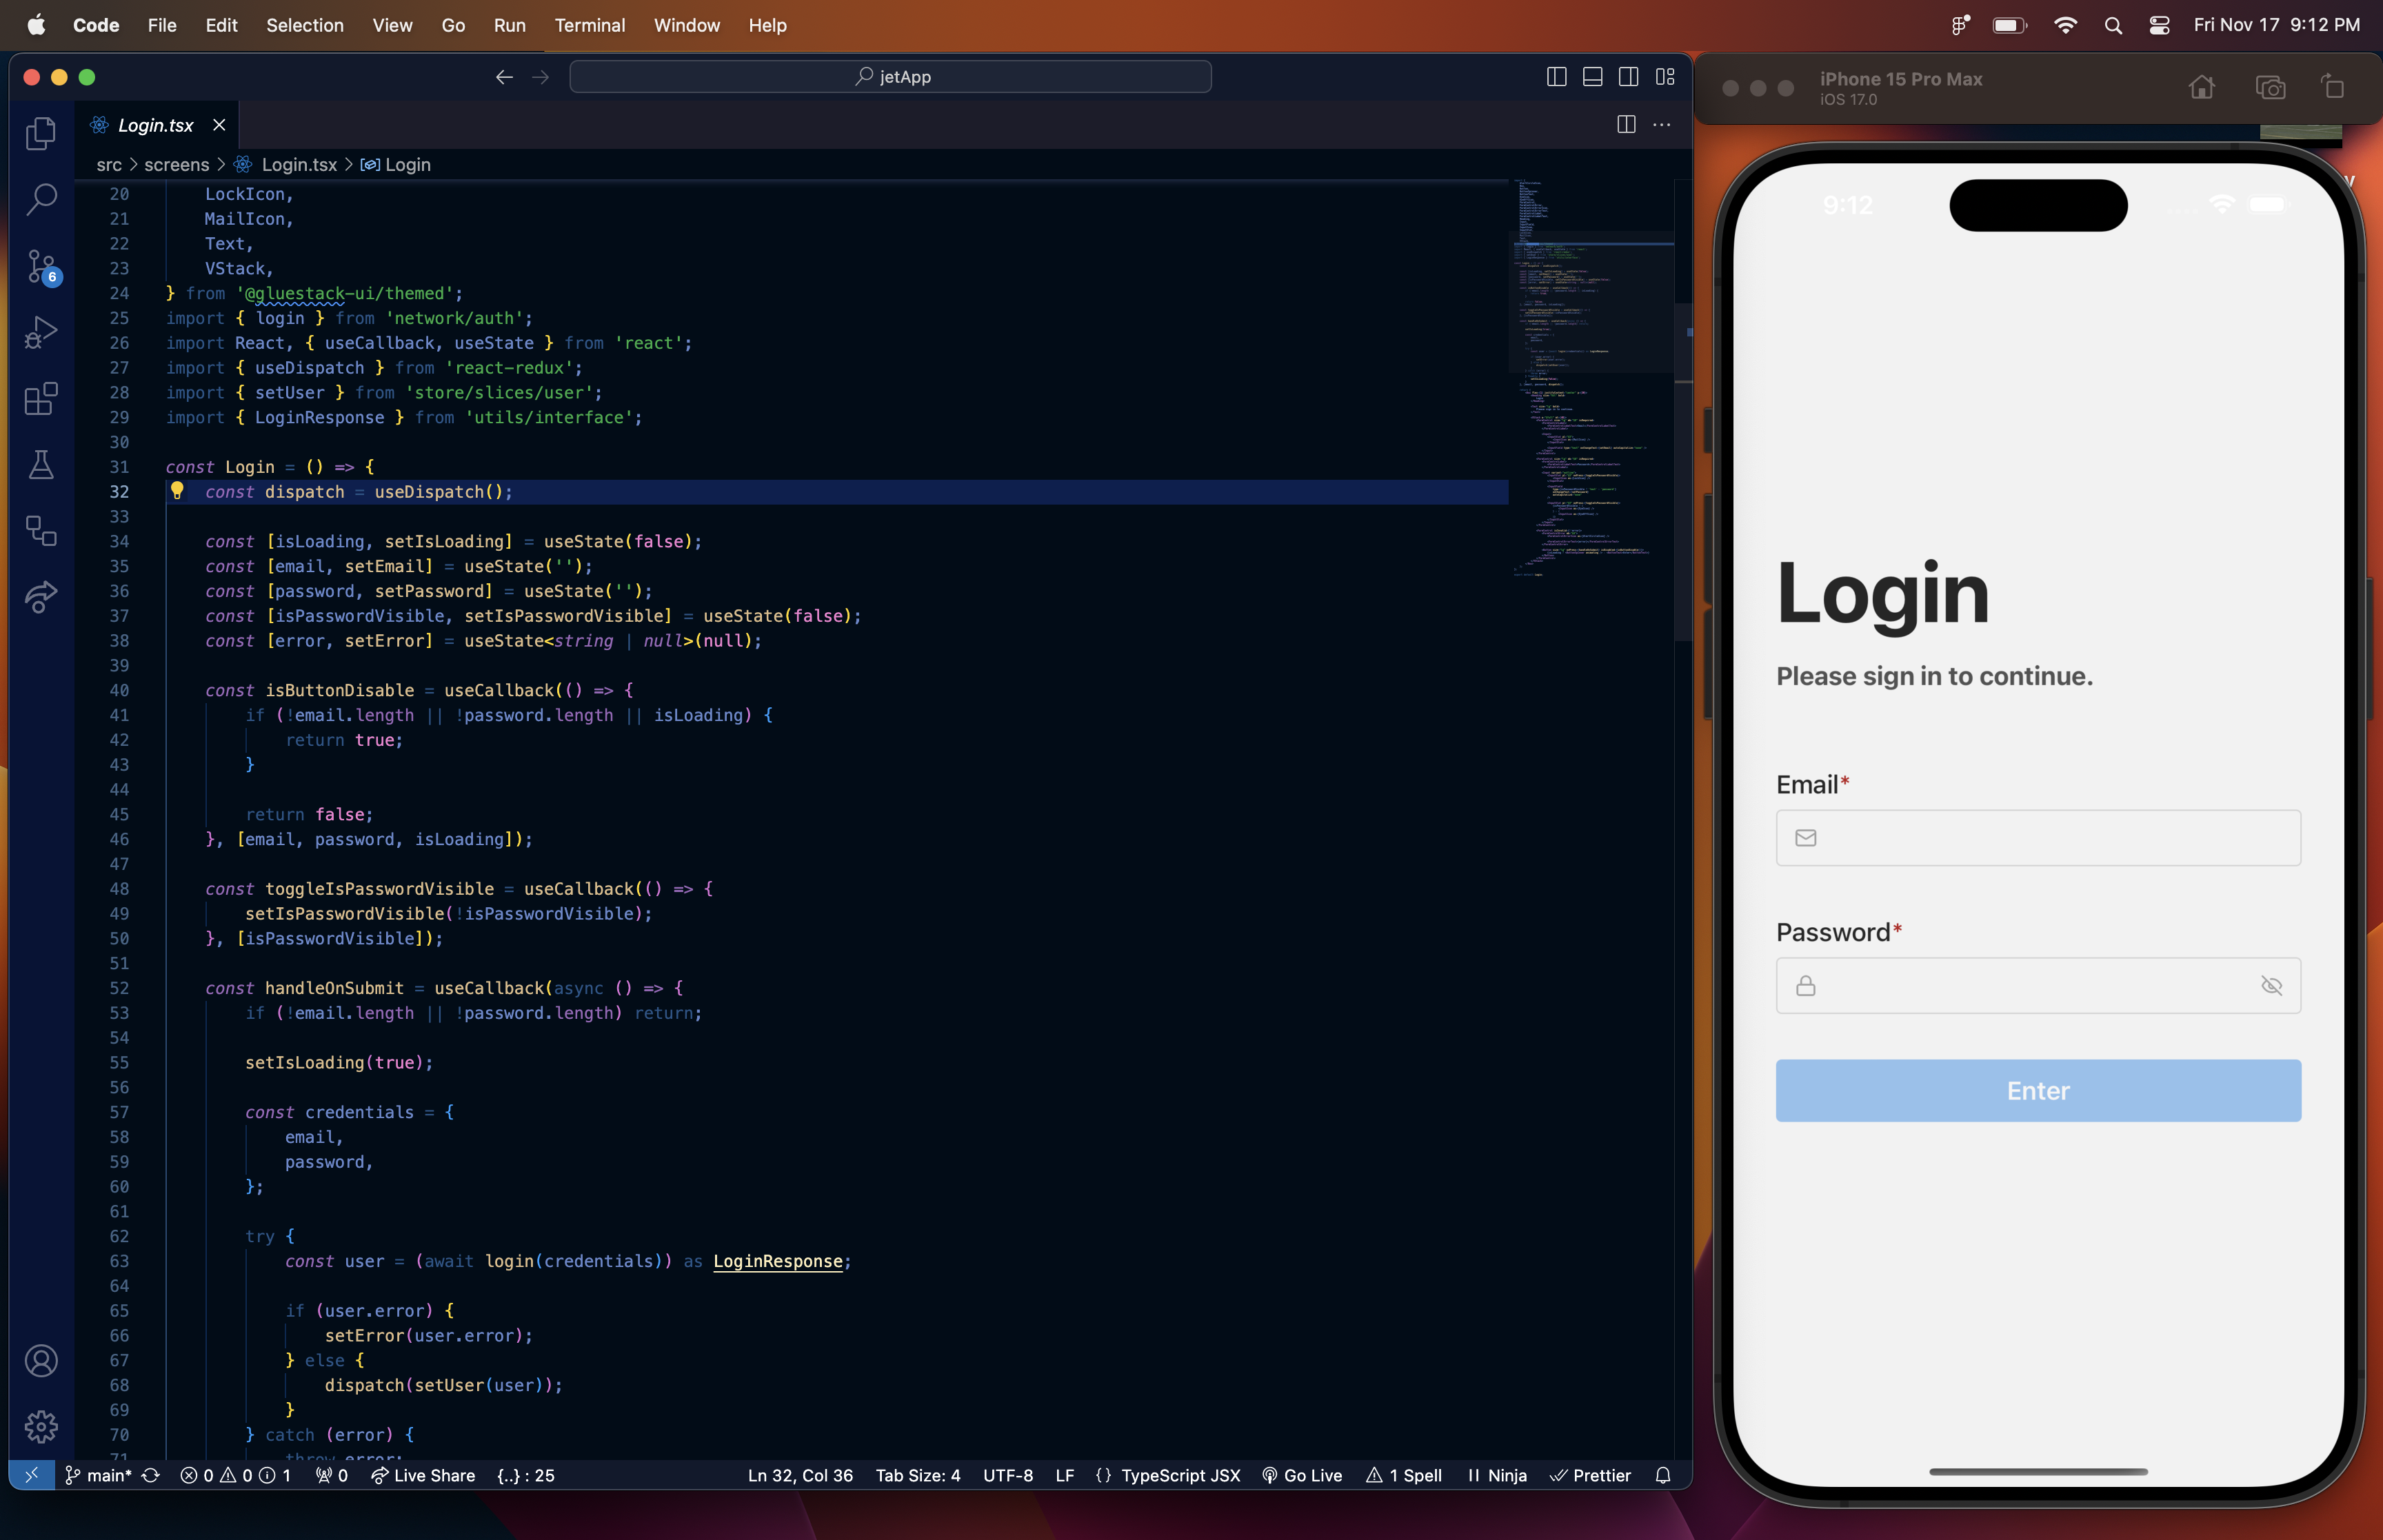 Code File Edit Selection View Go Run Terminal Window Help
Fri Nov 17 9:12 PM
jetApp
Login.tsx
src > screens > Login.tsx > Login
20 LockIcon,
21 MailIcon,
22 Text,
23 VStack,
24 } from '@gluestack-ui/themed';
25 import { login } from 'network/auth';
26 import React, { useCallback, useState } from 'react';
27 import { useDispatch } from 'react-redux';
28 import { setUser } from 'store/slices/user';
29 import { LoginResponse } from 'utils/interface';
30
31 const Login = () => {
32 const dispatch = useDispatch();
33
34 const [isLoading, setIsLoading] = useState(false);
35 const [email, setEmail] = useState('');
36 const [password, setPassword] = useState('');
37 const [isPasswordVisible, setIsPasswordVisible] = useState(false);
38 const [error, setError] = useState<string | null>(null);
39
40 const isButtonDisable = useCallback(() => {
41 if (!email.length || !password.length || isLoading) {
42 return true;
43 }
44
45 return false;
46 }, [email, password, isLoading]);
47
48 const toggleIsPasswordVisible = useCallback(() => {
49 setIsPasswordVisible(!isPasswordVisible);
50 }, [isPasswordVisible]);
51
52 const handleOnSubmit = useCallback(async () => {
53 if (!email.length || !password.length) return;
54
55 setIsLoading(true);
56
57 const credentials = {
58 email,
59 password,
60 };
61
62 try {
63 const user = (await login(credentials)) as LoginResponse;
64
65 if (user.error) {
66 setError(user.error);
67 } else {
68 dispatch(setUser(user));
69 }
70 } catch (error) {
71 throw error;
6
main* 0 0 1 0 Live Share {..} : 25 Ln 32, Col 36 Tab Size: 4 UTF-8 LF {} TypeScript JSX Go Live 1 Spell Ninja Prettier
iPhone 15 Pro Max
iOS 17.0
9:12
Login
Please sign in to continue.
Email*
Password*
Enter